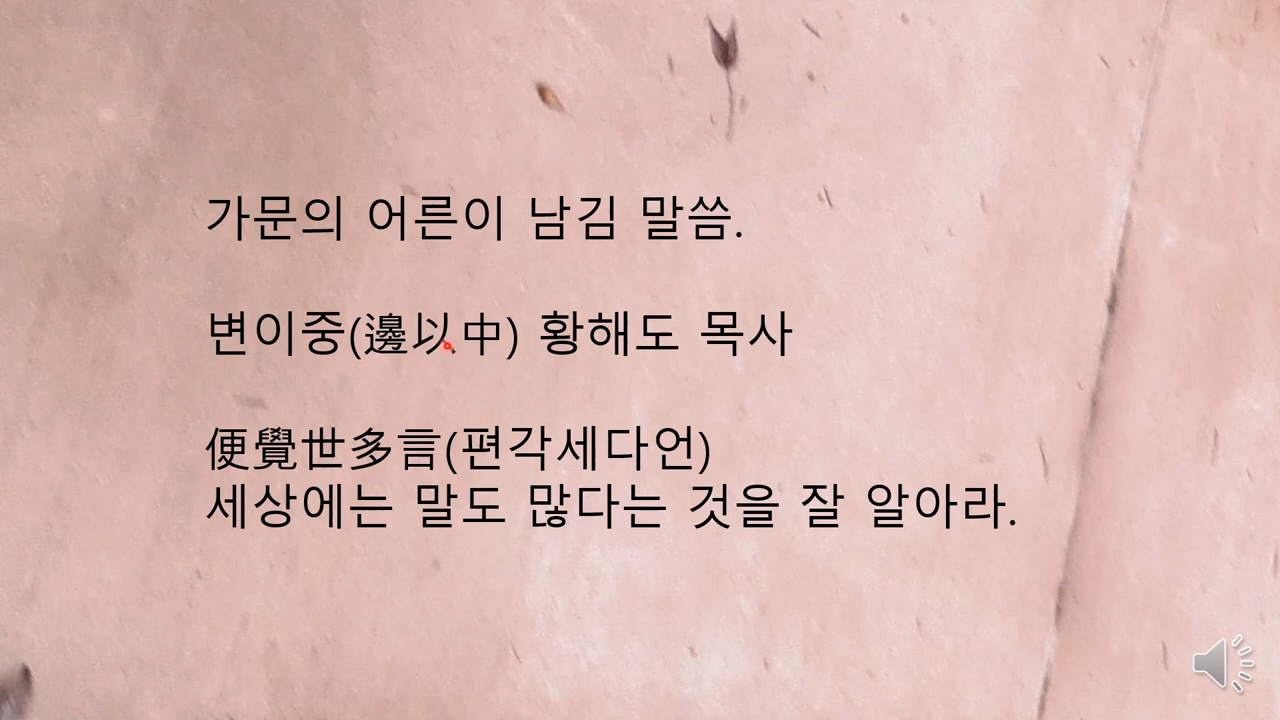 가문의 어른이 남김 말씀.
변이중(邊以中) 황해도 목사
便覺世多言(편각세다언)
세상에는 말도 많다는 것을 잘 알아라.